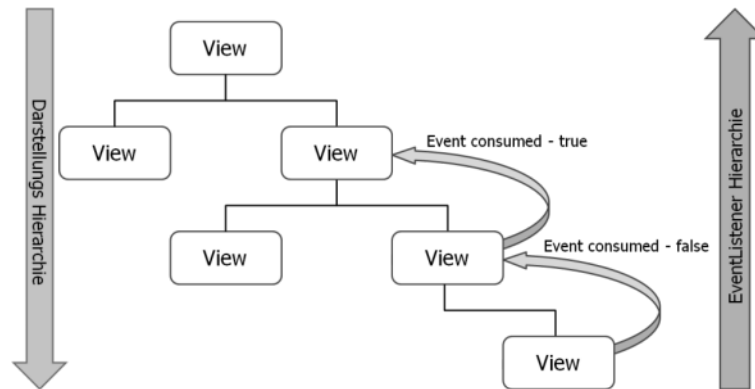 View
Darstellungs Hierarchie
View
View
Event consumed - true
View
View
Event consumed - false
View
EventListener Hierarchie